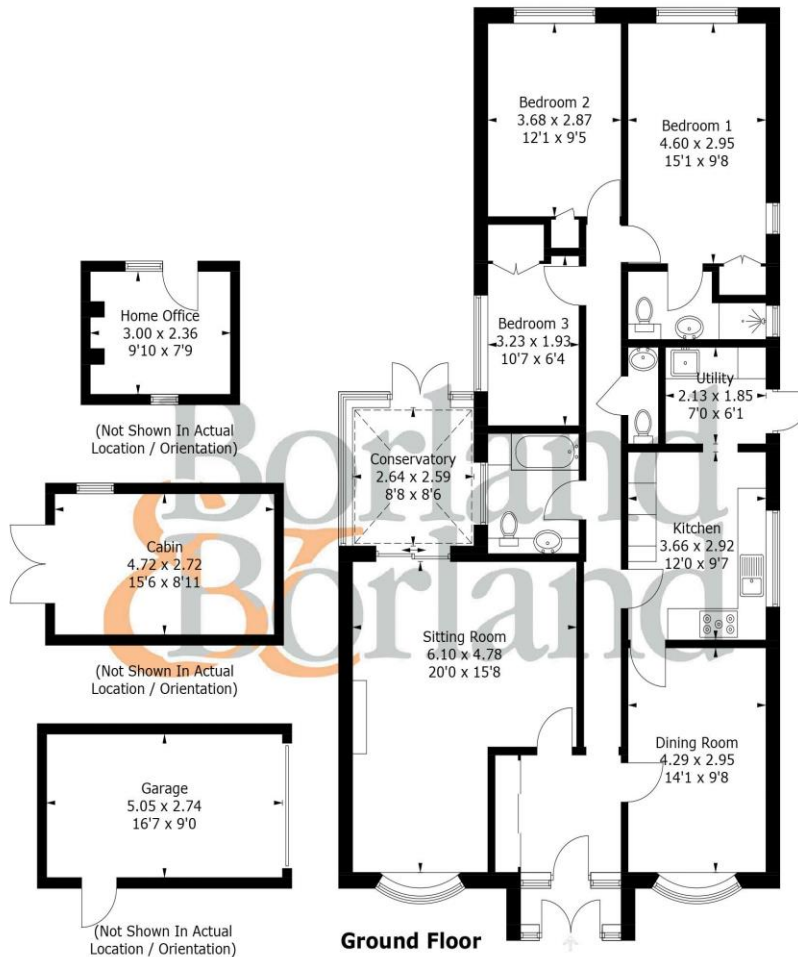 Bedroom 2
3.68 x 2.87
12'1 x 9'5
Bedroom 1
4.60 x 2.95
15'1 x 9'8
Home Office
3.00 x 2.36
9'10 x 7'9
(Not Shown In Actual
Location / Orientation)
Bedroom 3
3.23 x 1.93
10'7 x 6'4
Utility
2.13 x 1.85
7'0 x 6'1
Conservatory
2.64 x 2.59
8'8 x 8'6
Kitchen
3.66 x 2.92
12'0 x 9'7
Cabin
4.72 x 2.72
15'6 x 8'11
(Not Shown In Actual
Location / Orientation)
Sitting Room
6.10 x 4.78
20'0 x 15'8
Dining Room
4.29 x 2.95
14'1 x 9'8
Garage
5.05 x 2.74
16'7 x 9'0
(Not Shown In Actual
Location / Orientation)
Ground Floor
Borland
&
Borland